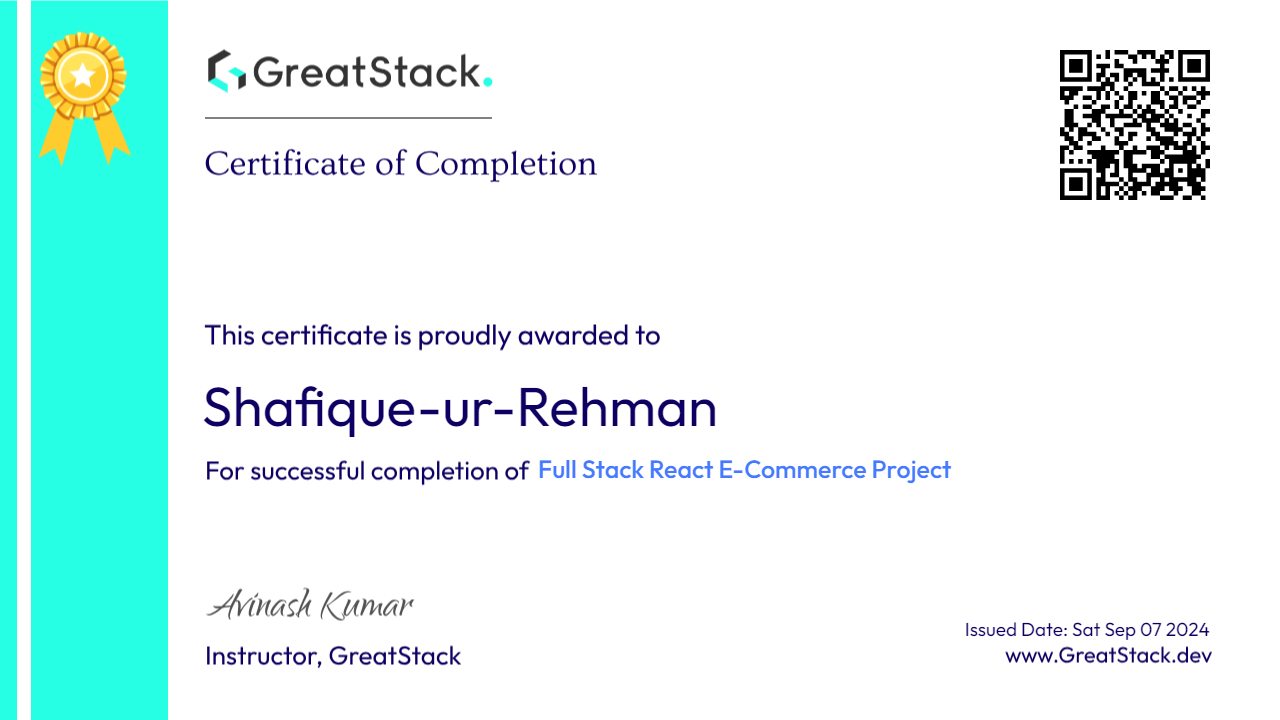 GreatStack.
Certificate of Completion
This certificate is proudly awarded to
Shafique-ur-Rehman
For successful completion of Full Stack React E-Commerce Project
Avinash Kumar
Instructor, GreatStack
Issued Date: Sat Sep 07 2024
www.GreatStack.dev